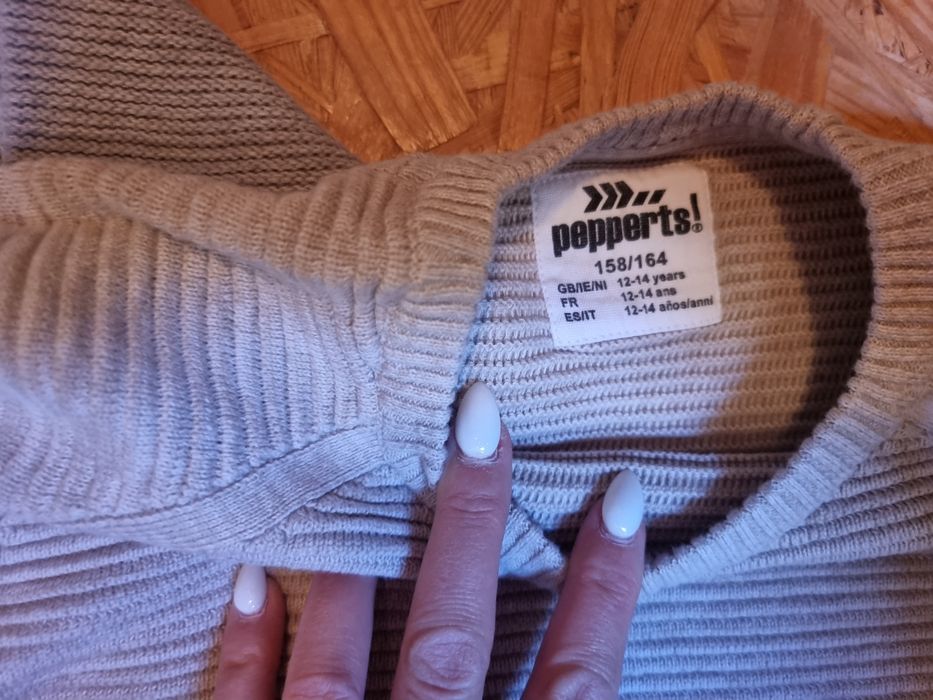 pepperts!®
158/164
GB/IE/NI 12-14 years
FR 12-14 ans
ES/IT 12-14 años/anni